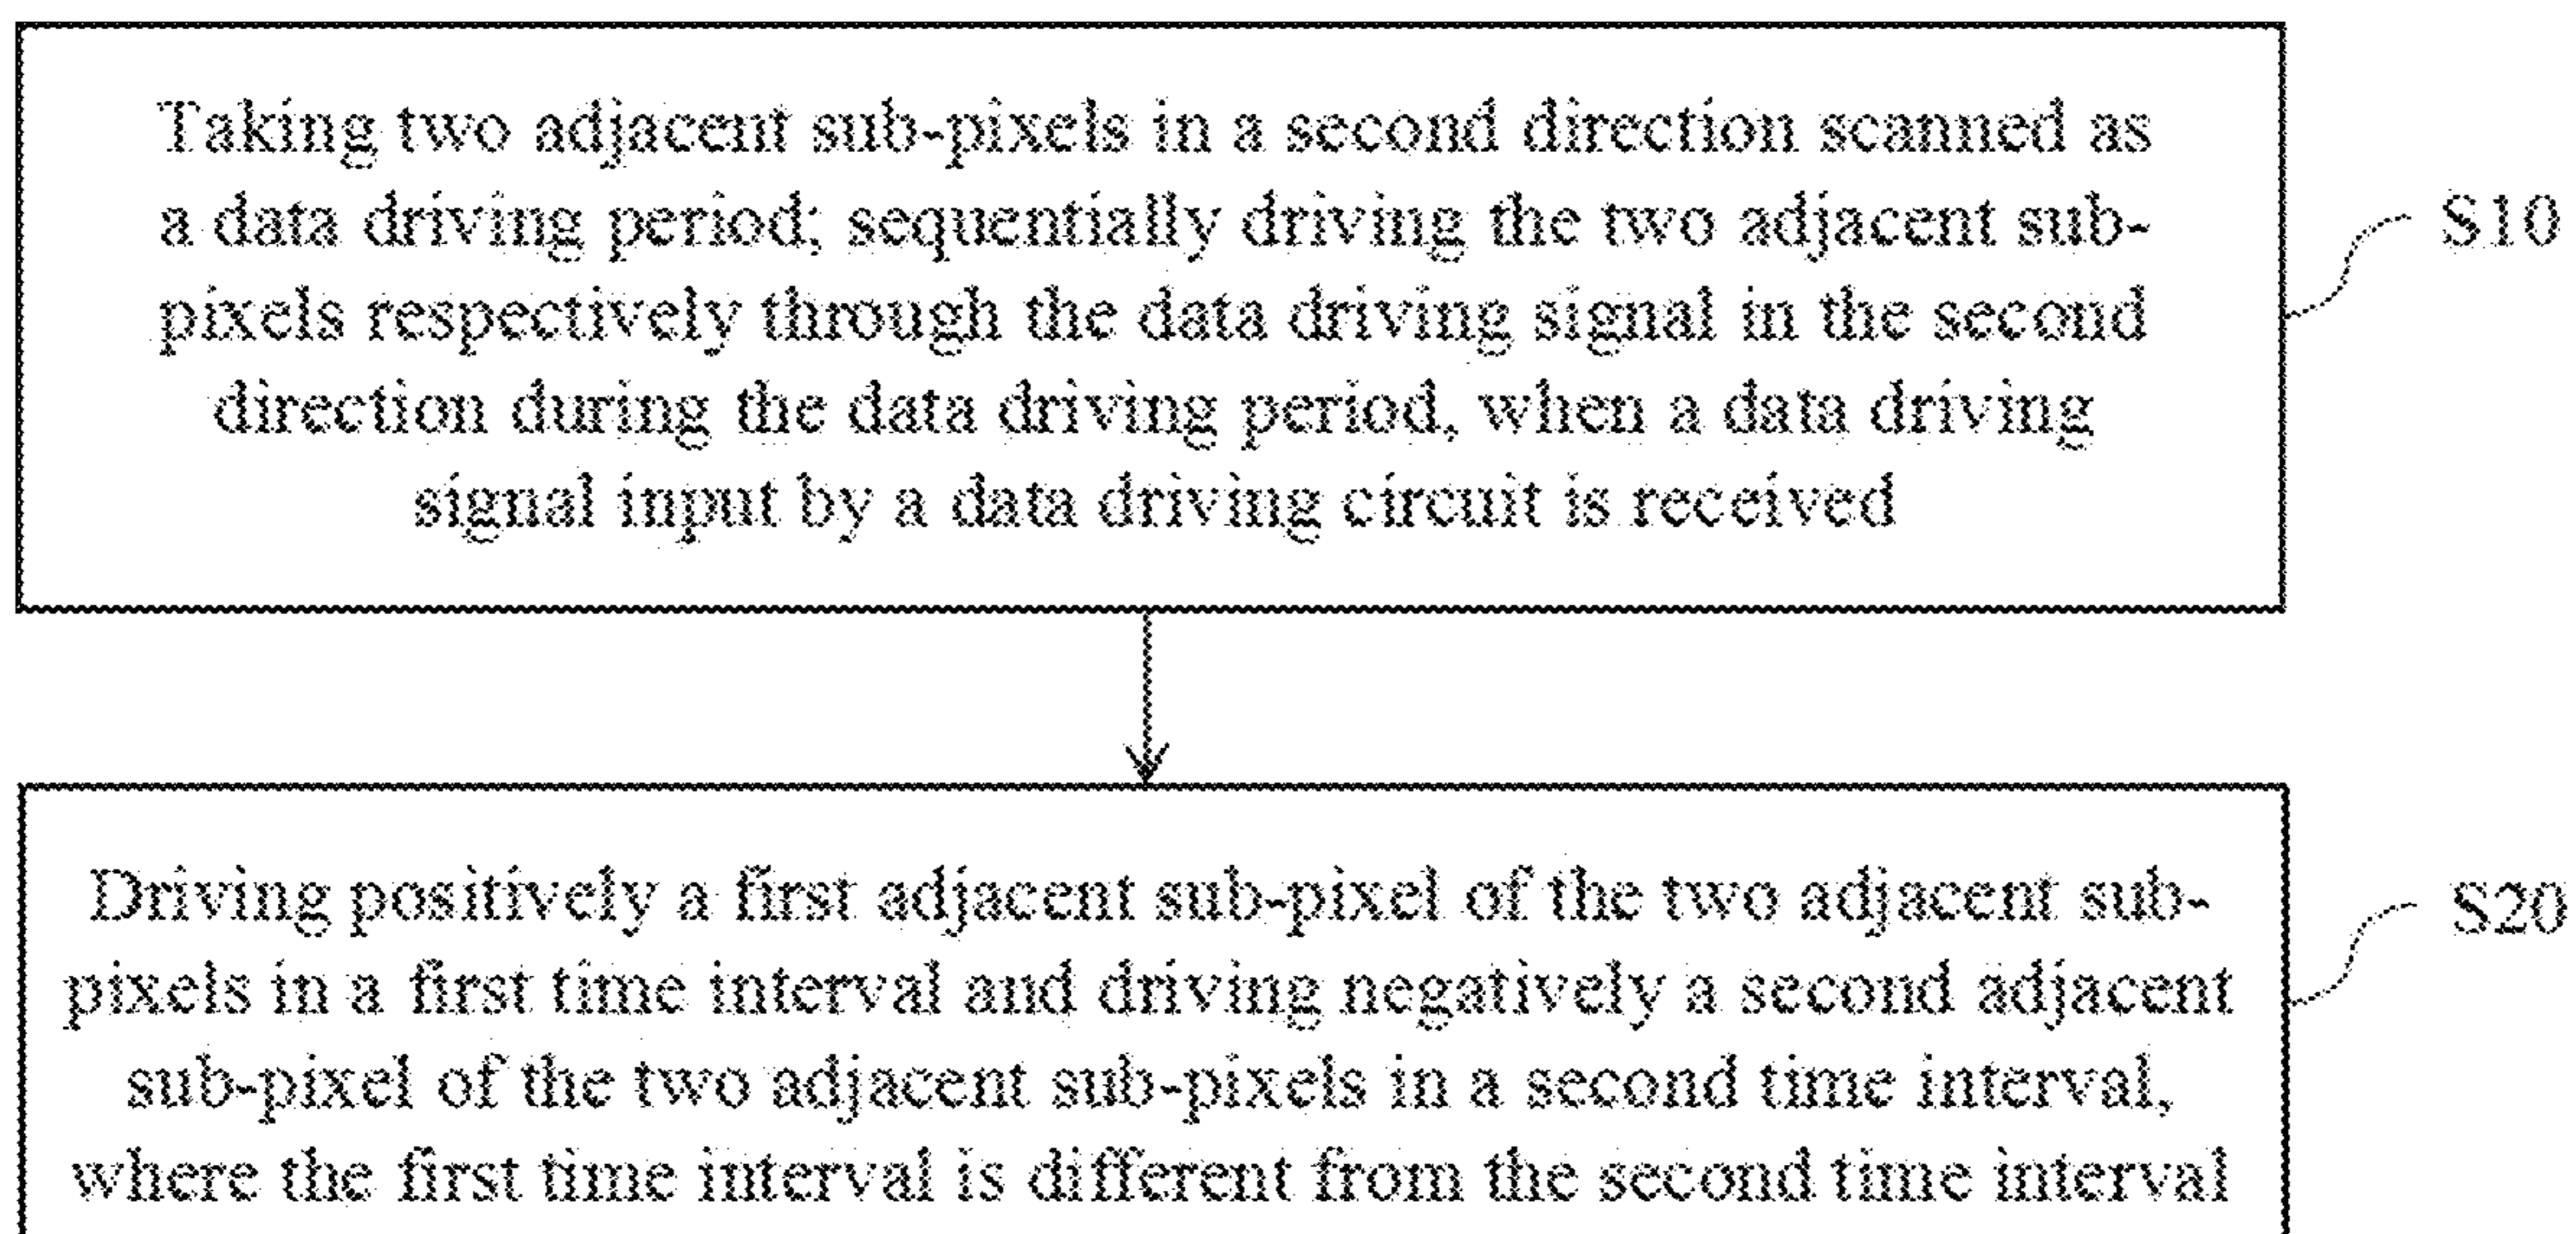 Taking two adjacent sub-pixels in a second direction scanned as
a data driving period; sequentially driving the two adjacent sub-
pixels respectively through the data driving signal in the second
direction during the data driving period, when a data driving
signal input by a data driving circuit is received
S10
Driving positively a first adjacent sub-pixel of the two adjacent sub-
pixels in a first time interval and driving negatively a second adjacent
sub-pixel of the two adjacent sub-pixels in a second time interval,
where the first time interval is different from the second time interval
S20